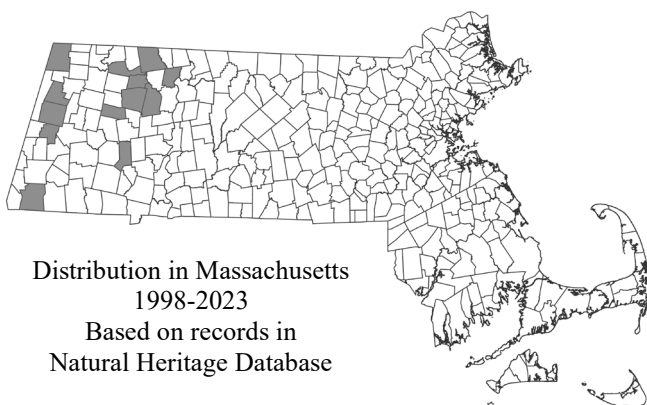 Distribution in Massachusetts
1998-2023
Based on records in
Natural Heritage Database